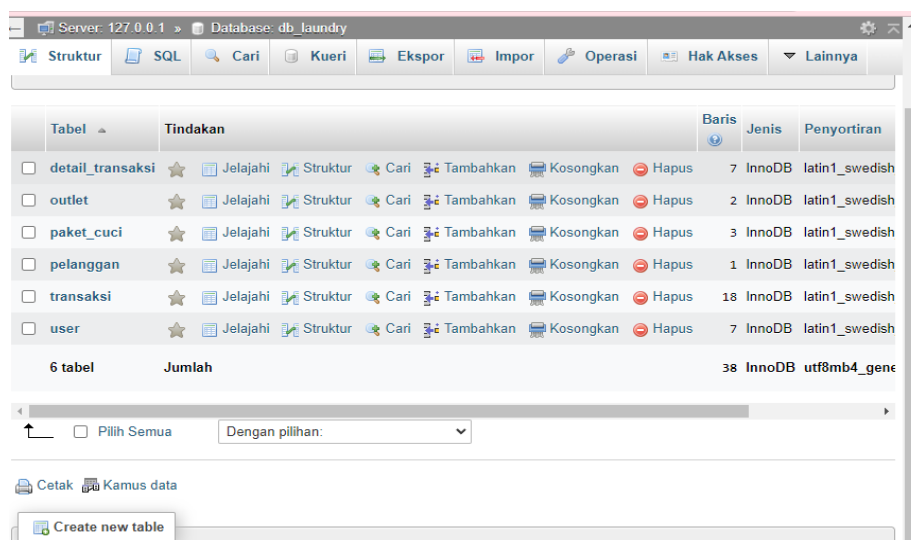 Server: 127.0.0.1 » Database: db_laundry
Struktur SQL Cari Kueri Ekspor Impor Operasi Hak Akses Lainnya
Tabel Tindakan Baris Jenis Penyortiran
detail_transaksi Jelajahi Struktur Cari Tambahkan Kosongkan Hapus 7 InnoDB latin1_swedish
outlet Jelajahi Struktur Cari Tambahkan Kosongkan Hapus 2 InnoDB latin1_swedish
paket_cuci Jelajahi Struktur Cari Tambahkan Kosongkan Hapus 3 InnoDB latin1_swedish
pelanggan Jelajahi Struktur Cari Tambahkan Kosongkan Hapus 1 InnoDB latin1_swedish
transaksi Jelajahi Struktur Cari Tambahkan Kosongkan Hapus 18 InnoDB latin1_swedish
user Jelajahi Struktur Cari Tambahkan Kosongkan Hapus 7 InnoDB latin1_swedish
6 tabel Jumlah 38 InnoDB utf8mb4_gene
Pilih Semua Dengan pilihan:
Cetak Kamus data
Create new table